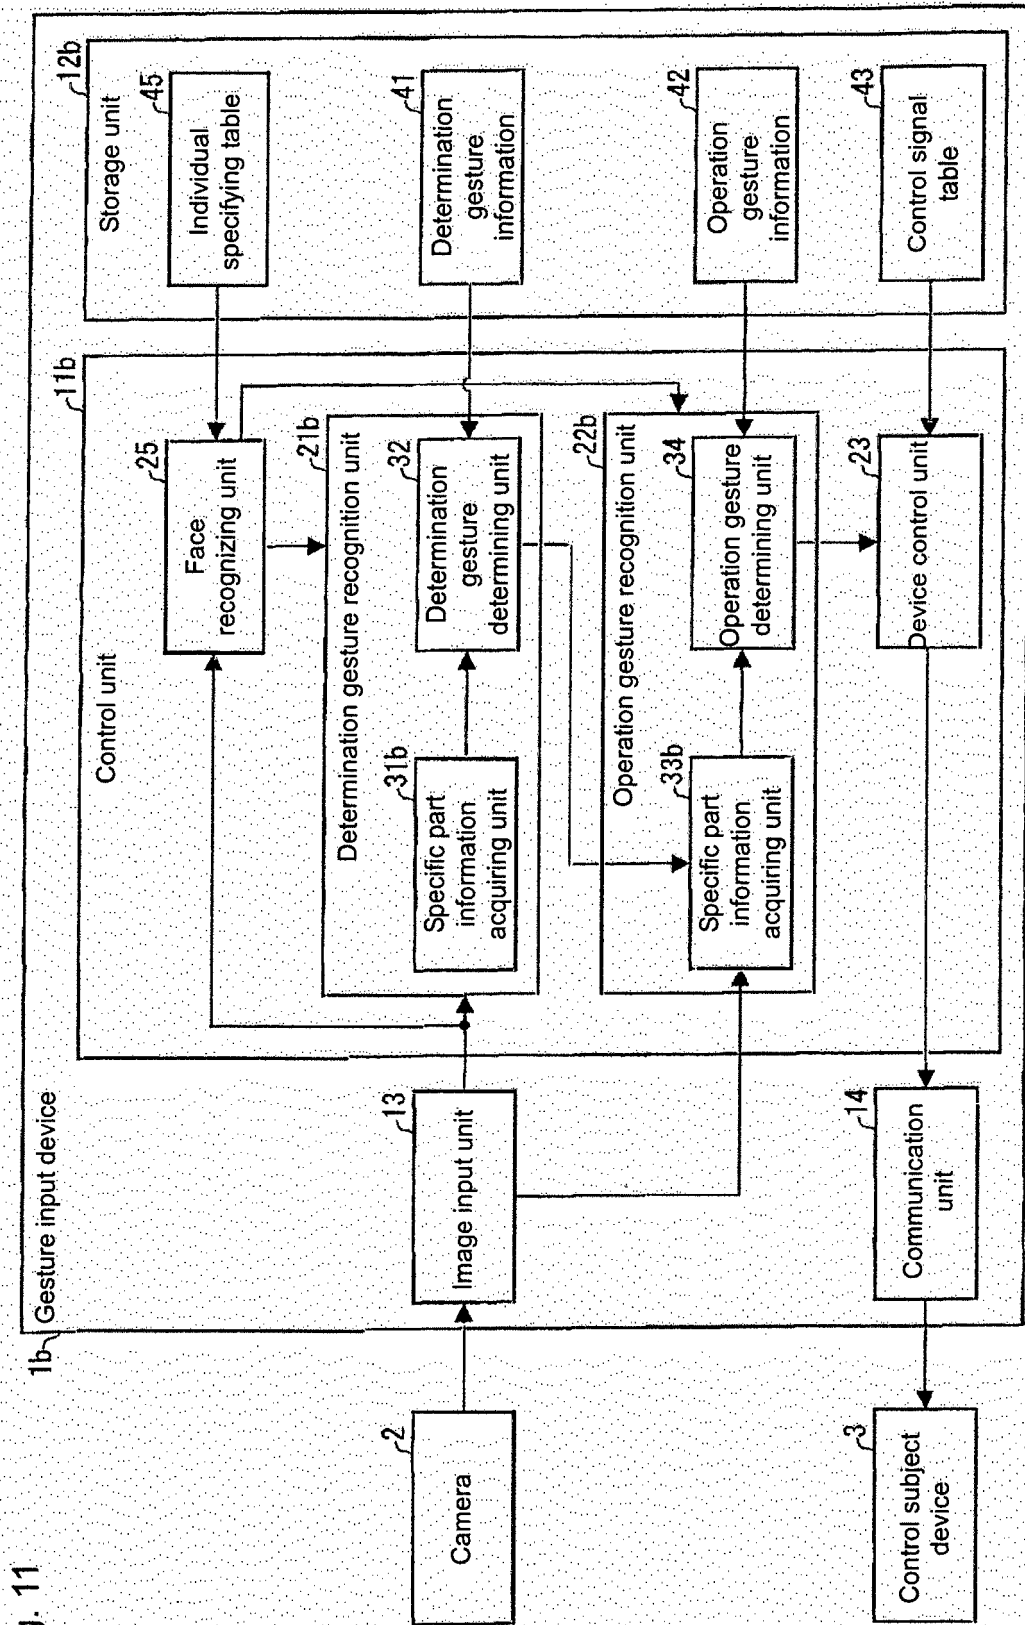 g. 11
1b
Gesture input device
2
Camera
3
Control subject
device
13
Image input unit
14
Communication
unit
11b
Control unit
25
Face
recognizing unit
21b
Determination gesture recognition unit
31b
Specific part
information
acquiring unit
32
Determination
gesture
determining unit
22b
Operation gesture recognition unit
33b
Specific part
information
acquiring unit
34
Operation gesture
determining unit
23
Device control unit
12b
Storage unit
45
Individual
specifying table
41
Determination
gesture
information
42
Operation
gesture
information
43
Control signal
table